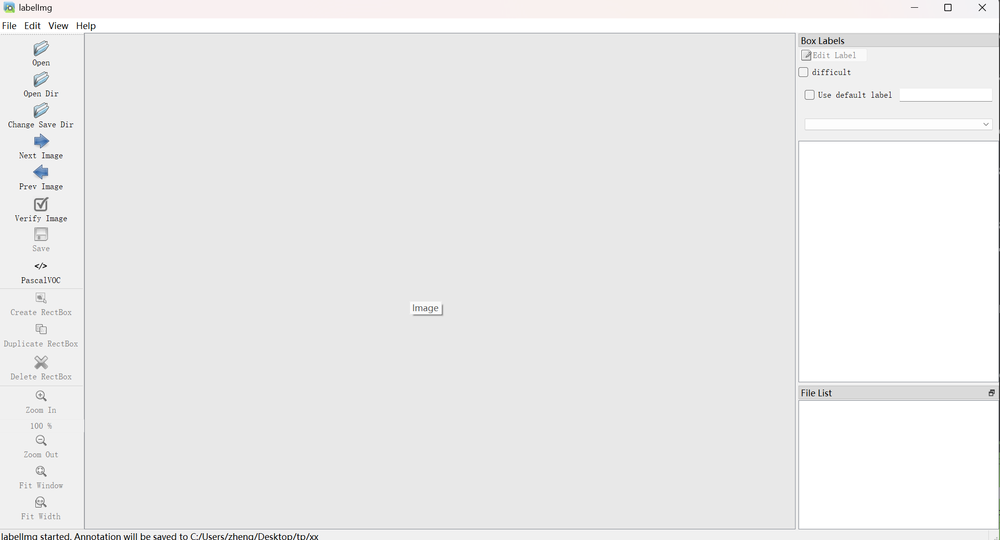 labelImg
File Edit View Help
Open
Open Dir
Change Save Dir
Next Image
Prev Image
Verify Image
Save
</>
PascalVOC
Create RectBox
Duplicate RectBox
Delete RectBox
Zoom In
100 %
Zoom Out
Fit Window
Fit Width
Image
Box Labels
Edit Label
difficult
Use default label
File List
labelImg started. Annotation will be saved to C:/Users/zheng/Desktop/tp/xx